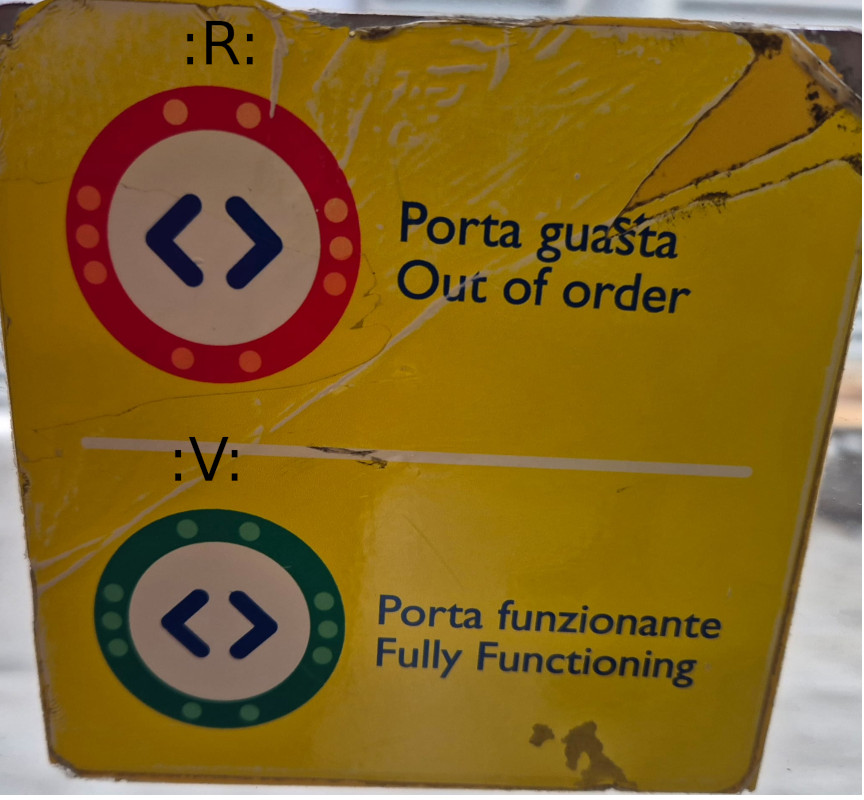 :R:
< >
Porta guasta
Out of order
:V:
< >
Porta funzionante
Fully Functioning